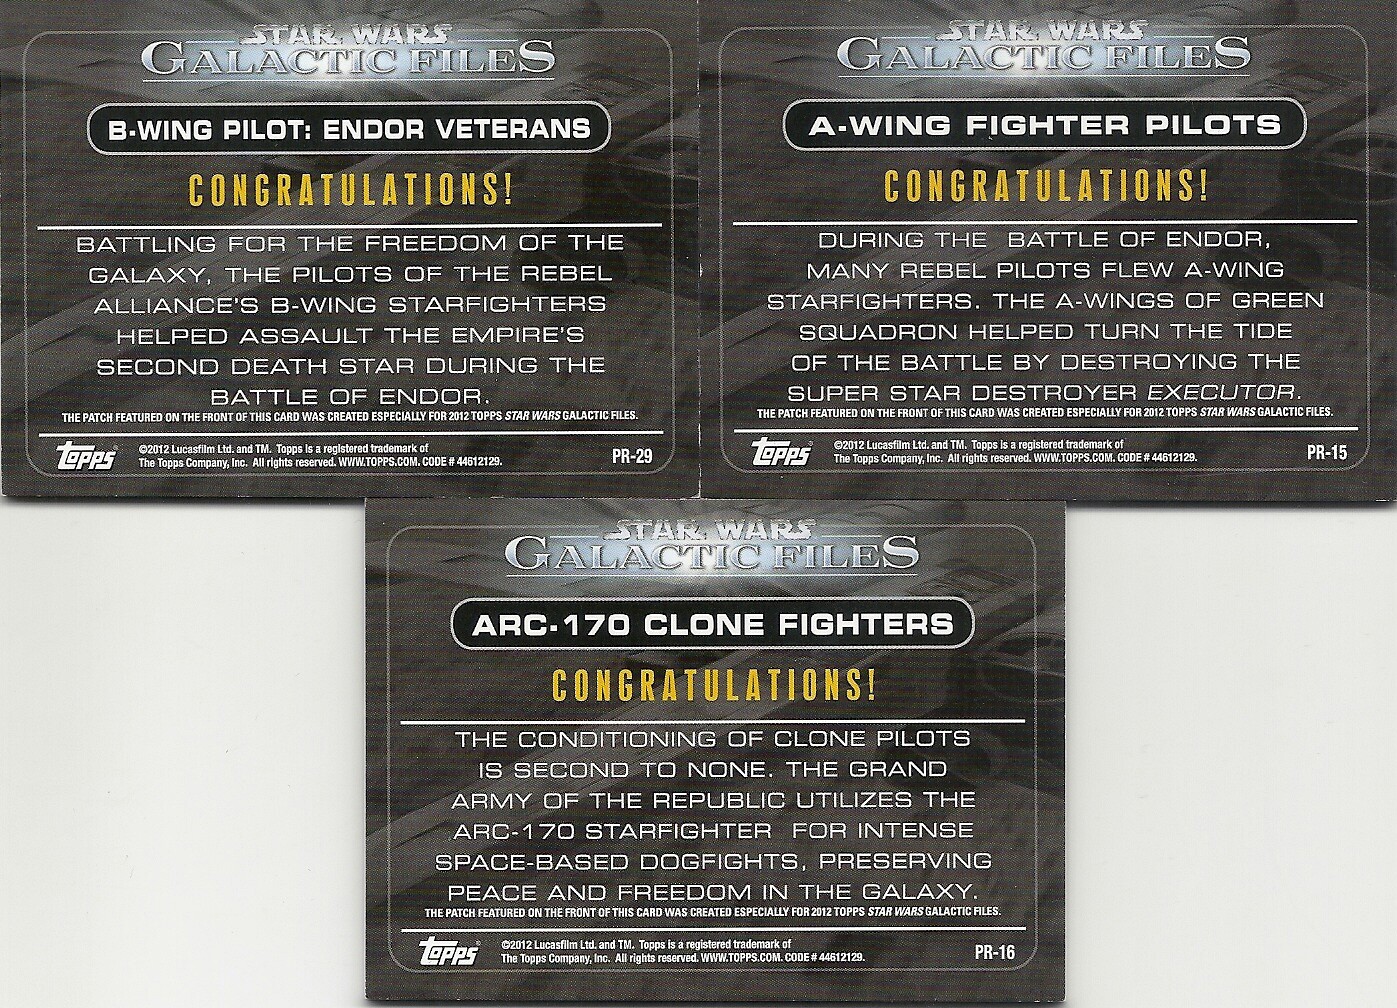 STAR WARS
GALACTIC FILES
B-WING PILOT: ENDOR VETERANS
CONGRATULATIONS!
BATTLING FOR THE FREEDOM OF THE
GALAXY, THE PILOTS OF THE REBEL
ALLIANCE'S B-WING STARFIGHTERS
HELPED ASSAULT THE EMPIRE'S
SECOND DEATH STAR DURING THE
BATTLE OF ENDOR.
THE PATCH FEATURED ON THE FRONT OF THIS CARD WAS CREATED ESPECIALLY FOR 2012 TOPPS STAR WARS GALACTIC FILES.
Topps
©2012 Lucasfilm Ltd. and TM. Topps is a registered trademark of
The Topps Company, Inc. All rights reserved. WWW.TOPPS.COM. CODE # 44612129.
PR-29
STAR WARS
GALACTIC FILES
A-WING FIGHTER PILOTS
CONGRATULATIONS!
DURING THE BATTLE OF ENDOR,
MANY REBEL PILOTS FLEW A-WING
STARFIGHTERS. THE A-WINGS OF GREEN
SQUADRON HELPED TURN THE TIDE
OF THE BATTLE BY DESTROYING THE
SUPER STAR DESTROYER EXECUTOR.
THE PATCH FEATURED ON THE FRONT OF THIS CARD WAS CREATED ESPECIALLY FOR 2012 TOPPS STAR WARS GALACTIC FILES.
Topps
©2012 Lucasfilm Ltd. and TM. Topps is a registered trademark of
The Topps Company, Inc. All rights reserved. WWW.TOPPS.COM. CODE # 44612129.
PR-15
STAR WARS
GALACTIC FILES
ARC-170 CLONE FIGHTERS
CONGRATULATIONS!
THE CONDITIONING OF CLONE PILOTS
IS SECOND TO NONE. THE GRAND
ARMY OF THE REPUBLIC UTILIZES THE
ARC-170 STARFIGHTER FOR INTENSE
SPACE-BASED DOGFIGHTS, PRESERVING
PEACE AND FREEDOM IN THE GALAXY.
THE PATCH FEATURED ON THE FRONT OF THIS CARD WAS CREATED ESPECIALLY FOR 2012 TOPPS STAR WARS GALACTIC FILES.
Topps
©2012 Lucasfilm Ltd. and TM. Topps is a registered trademark of
The Topps Company, Inc. All rights reserved. WWW.TOPPS.COM. CODE # 44612129.
PR-16